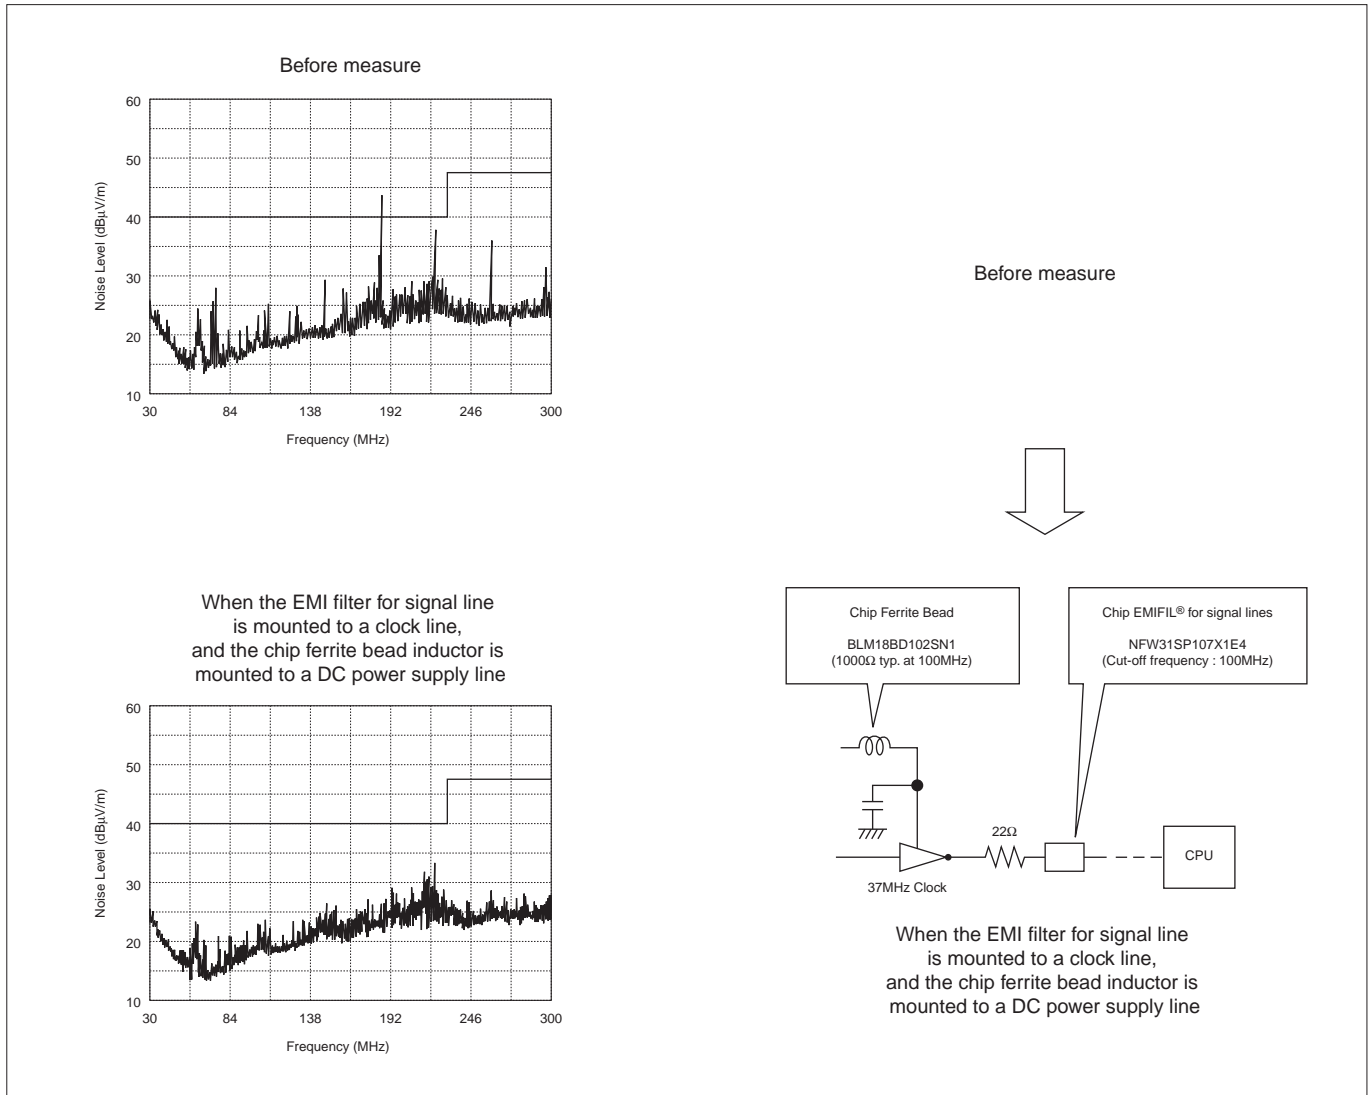 Before measure
60
50
40
30
20
10
Noise Level (dBμV/m)
30 84 138 192 246 300
Frequency (MHz)
Before measure
When the EMI filter for signal line
is mounted to a clock line,
and the chip ferrite bead inductor is
mounted to a DC power supply line
60
50
40
30
20
10
Noise Level (dBμV/m)
30 84 138 192 246 300
Frequency (MHz)
Chip Ferrite Bead
BLM18BD102SN1
(1000Ω typ. at 100MHz)
Chip EMIFIL® for signal lines
NFW31SP107X1E4
(Cut-off frequency : 100MHz)
22Ω
CPU
37MHz Clock
When the EMI filter for signal line
is mounted to a clock line,
and the chip ferrite bead inductor is
mounted to a DC power supply line